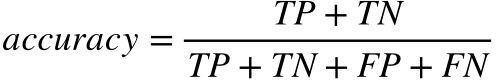 accuracy = TP + TN / TP + TN + FP + FN